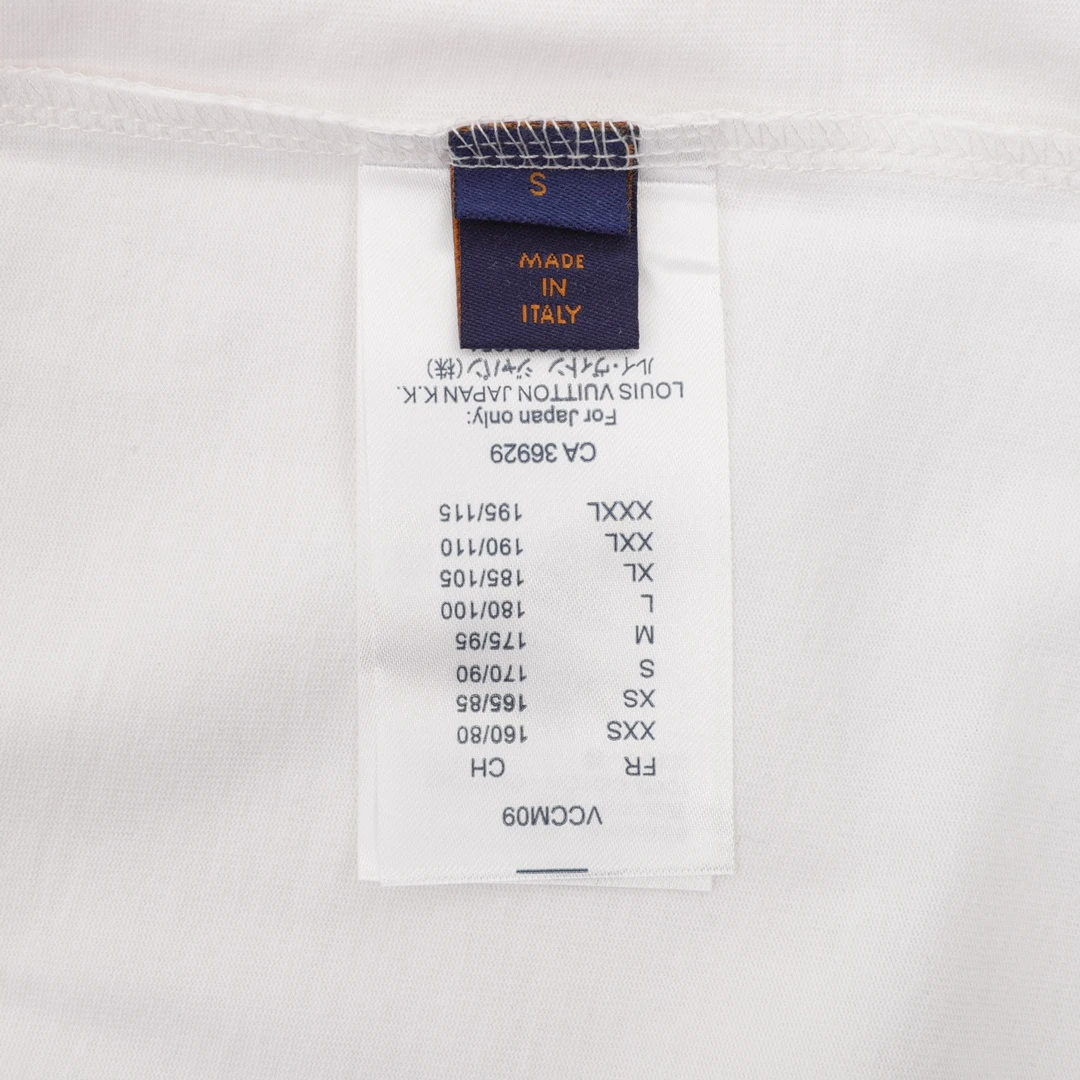 S
MADE
IN
ITALY
VCCM09
FR CH
XXS 160/80
XS 165/85
S 170/90
M 175/95
L 180/100
XL 185/105
XXL 190/110
XXXL 195/115
CA 36929
For Japan only:
LOUIS VUITTON JAPAN K.K.
ルイ・ヴィトン ジャパン(株)